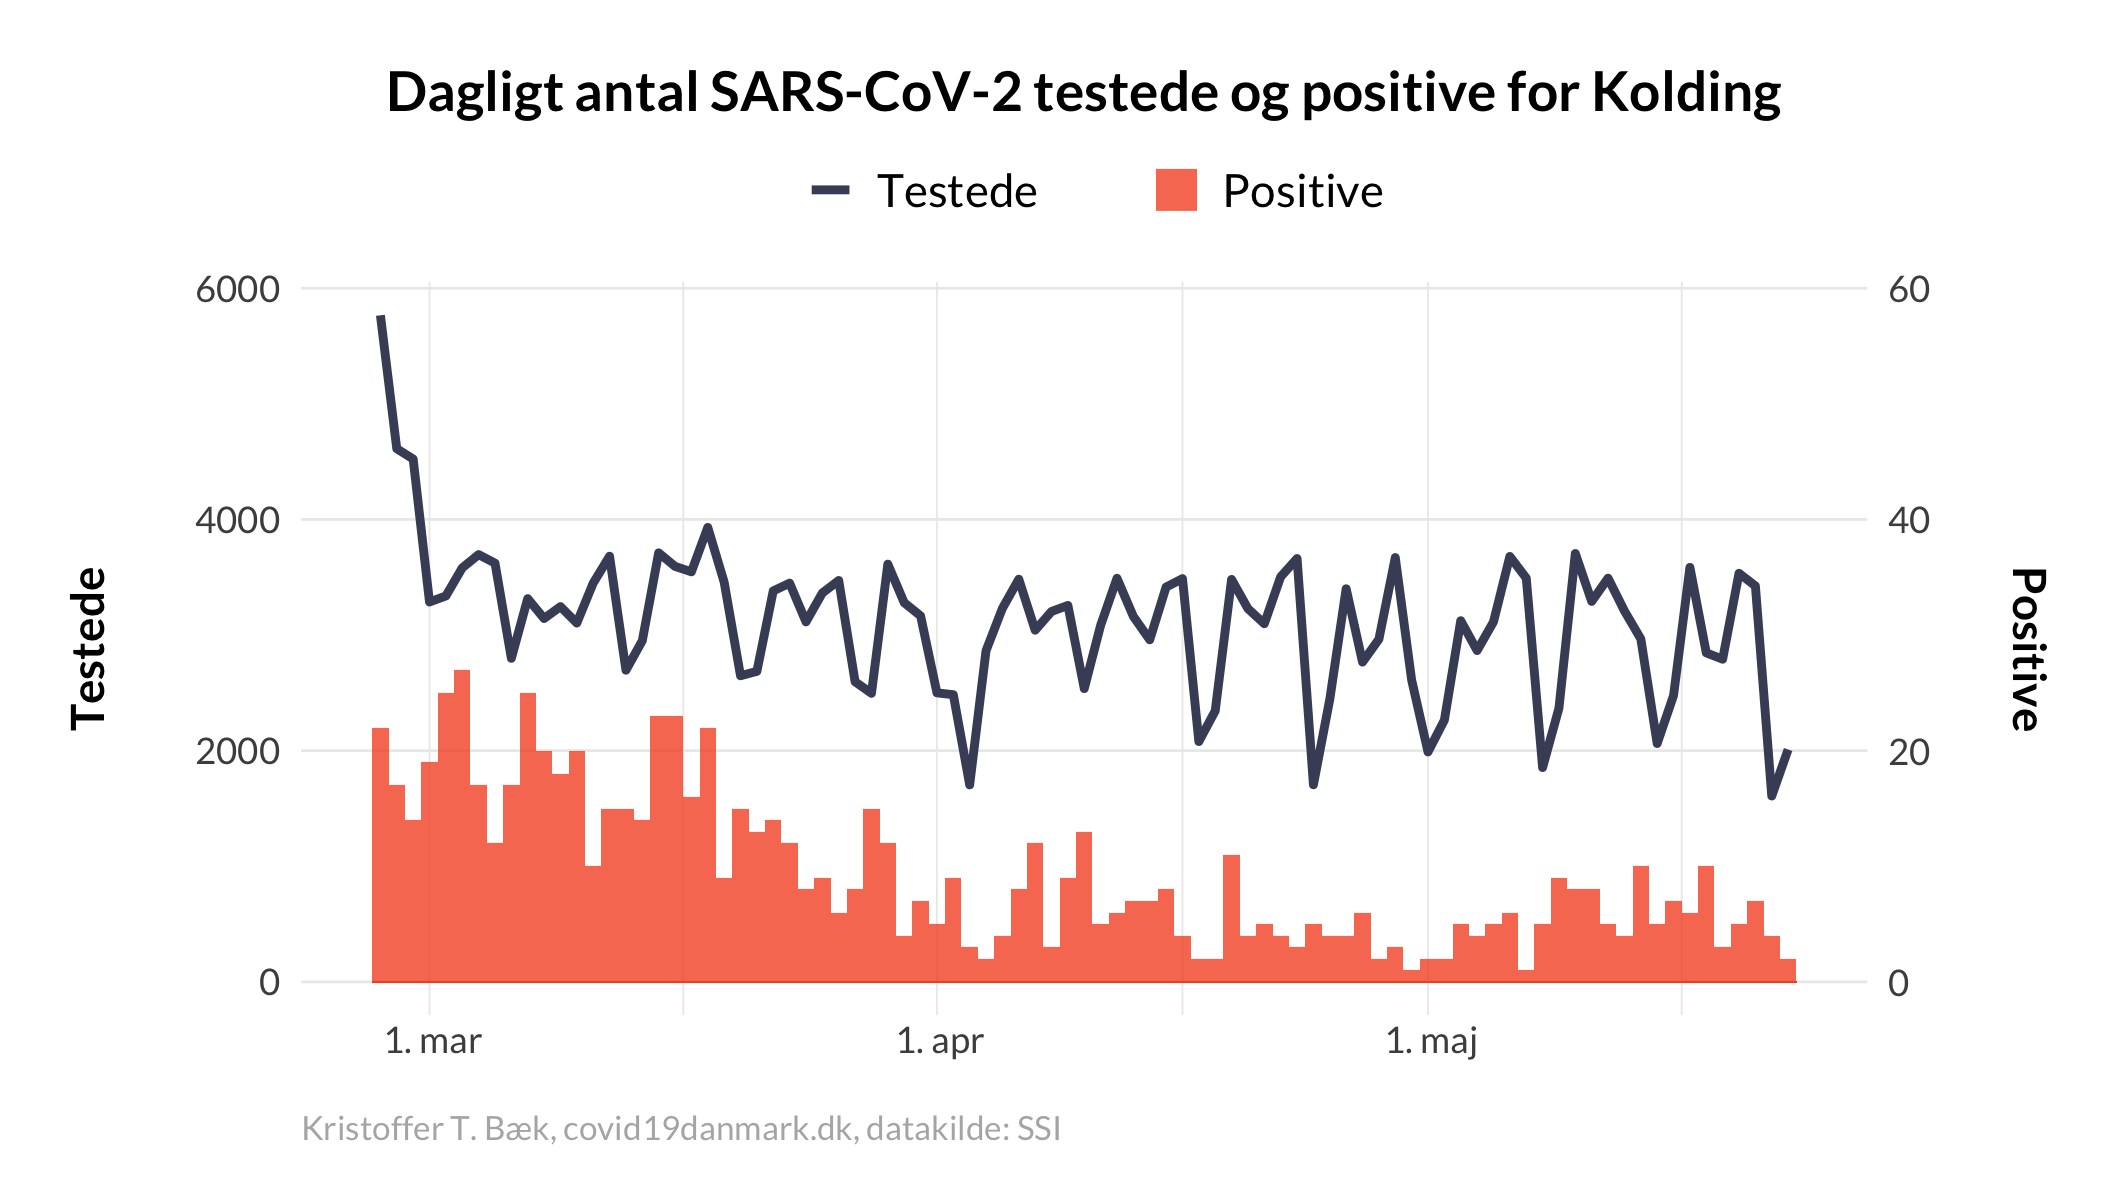 Dagligt antal SARS-CoV-2 testede og positive for Kolding
Testede
Positive
6000
4000
2000
0
60
40
20
0
Testede
Positive
1. mar
1. apr
1. maj
Kristoffer T. Bæk, covid19danmark.dk, datakilde: SSI